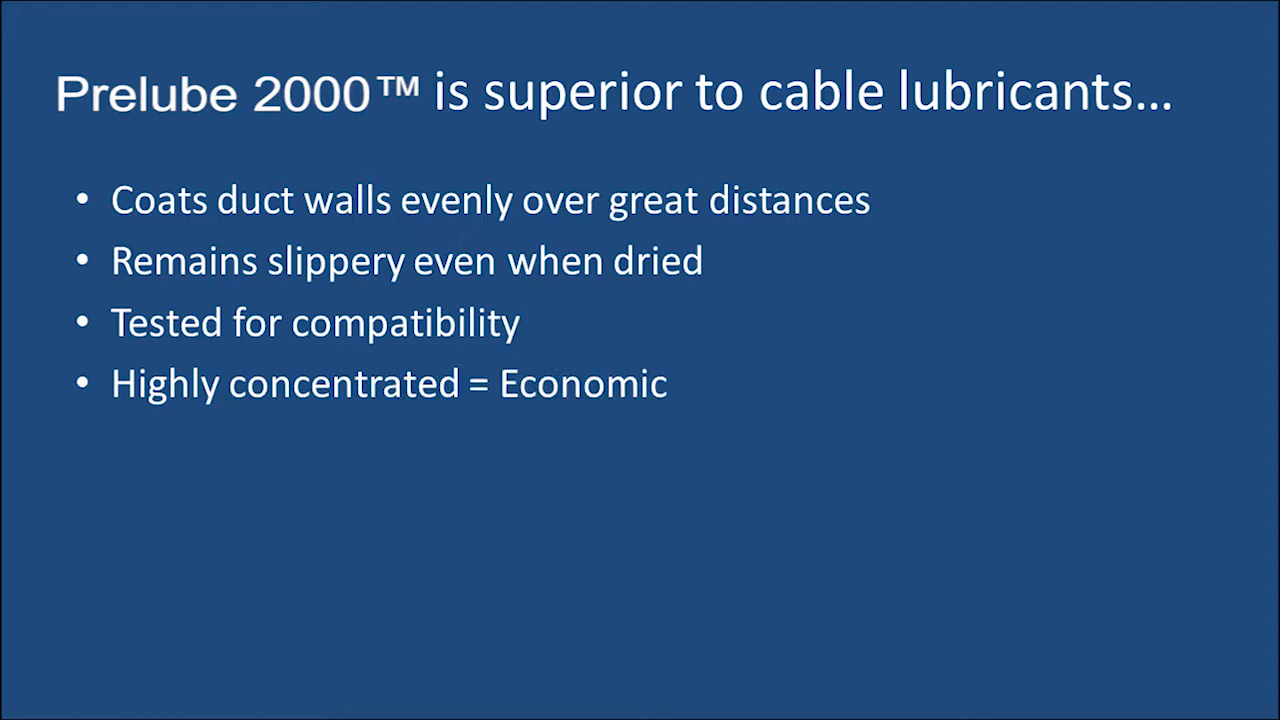 Prelube 2000™ is superior to cable lubricants…
• Coats duct walls evenly over great distances
• Remains slippery even when dried
• Tested for compatibility
• Highly concentrated = Economic